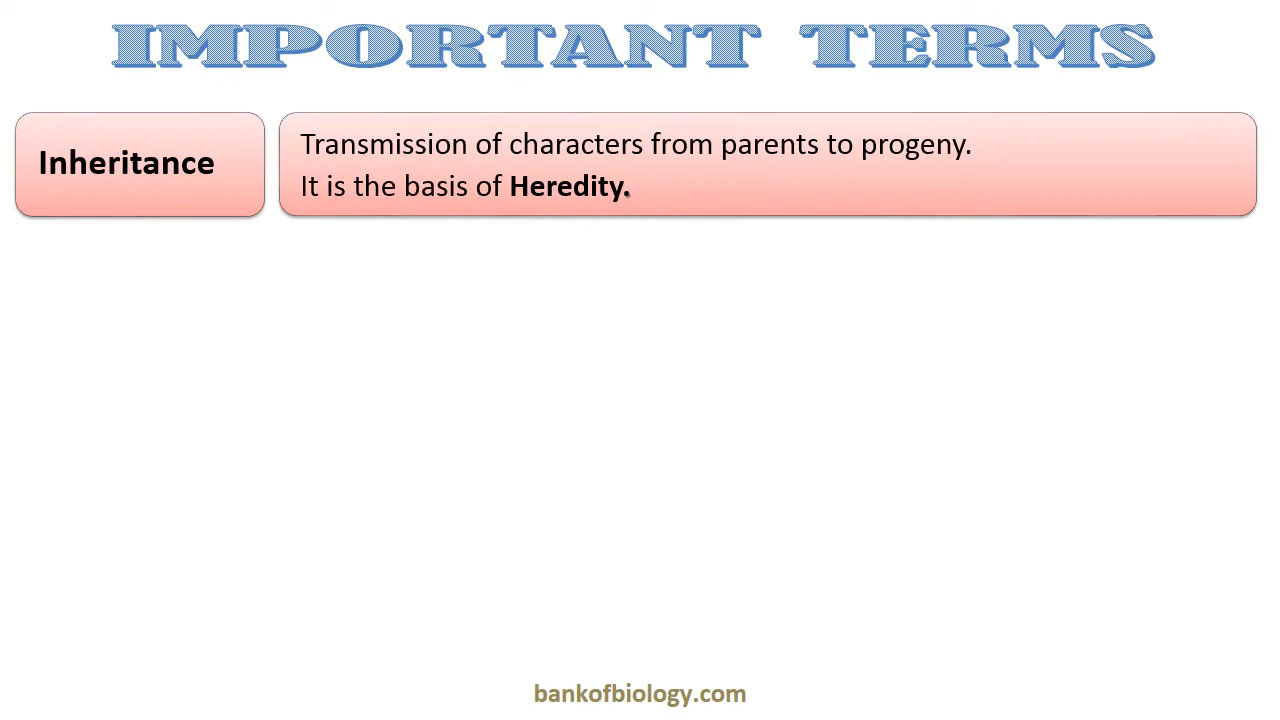 IMPORTANT TERMS
Inheritance
Transmission of characters from parents to progeny.
It is the basis of Heredity.
bankofbiology.com